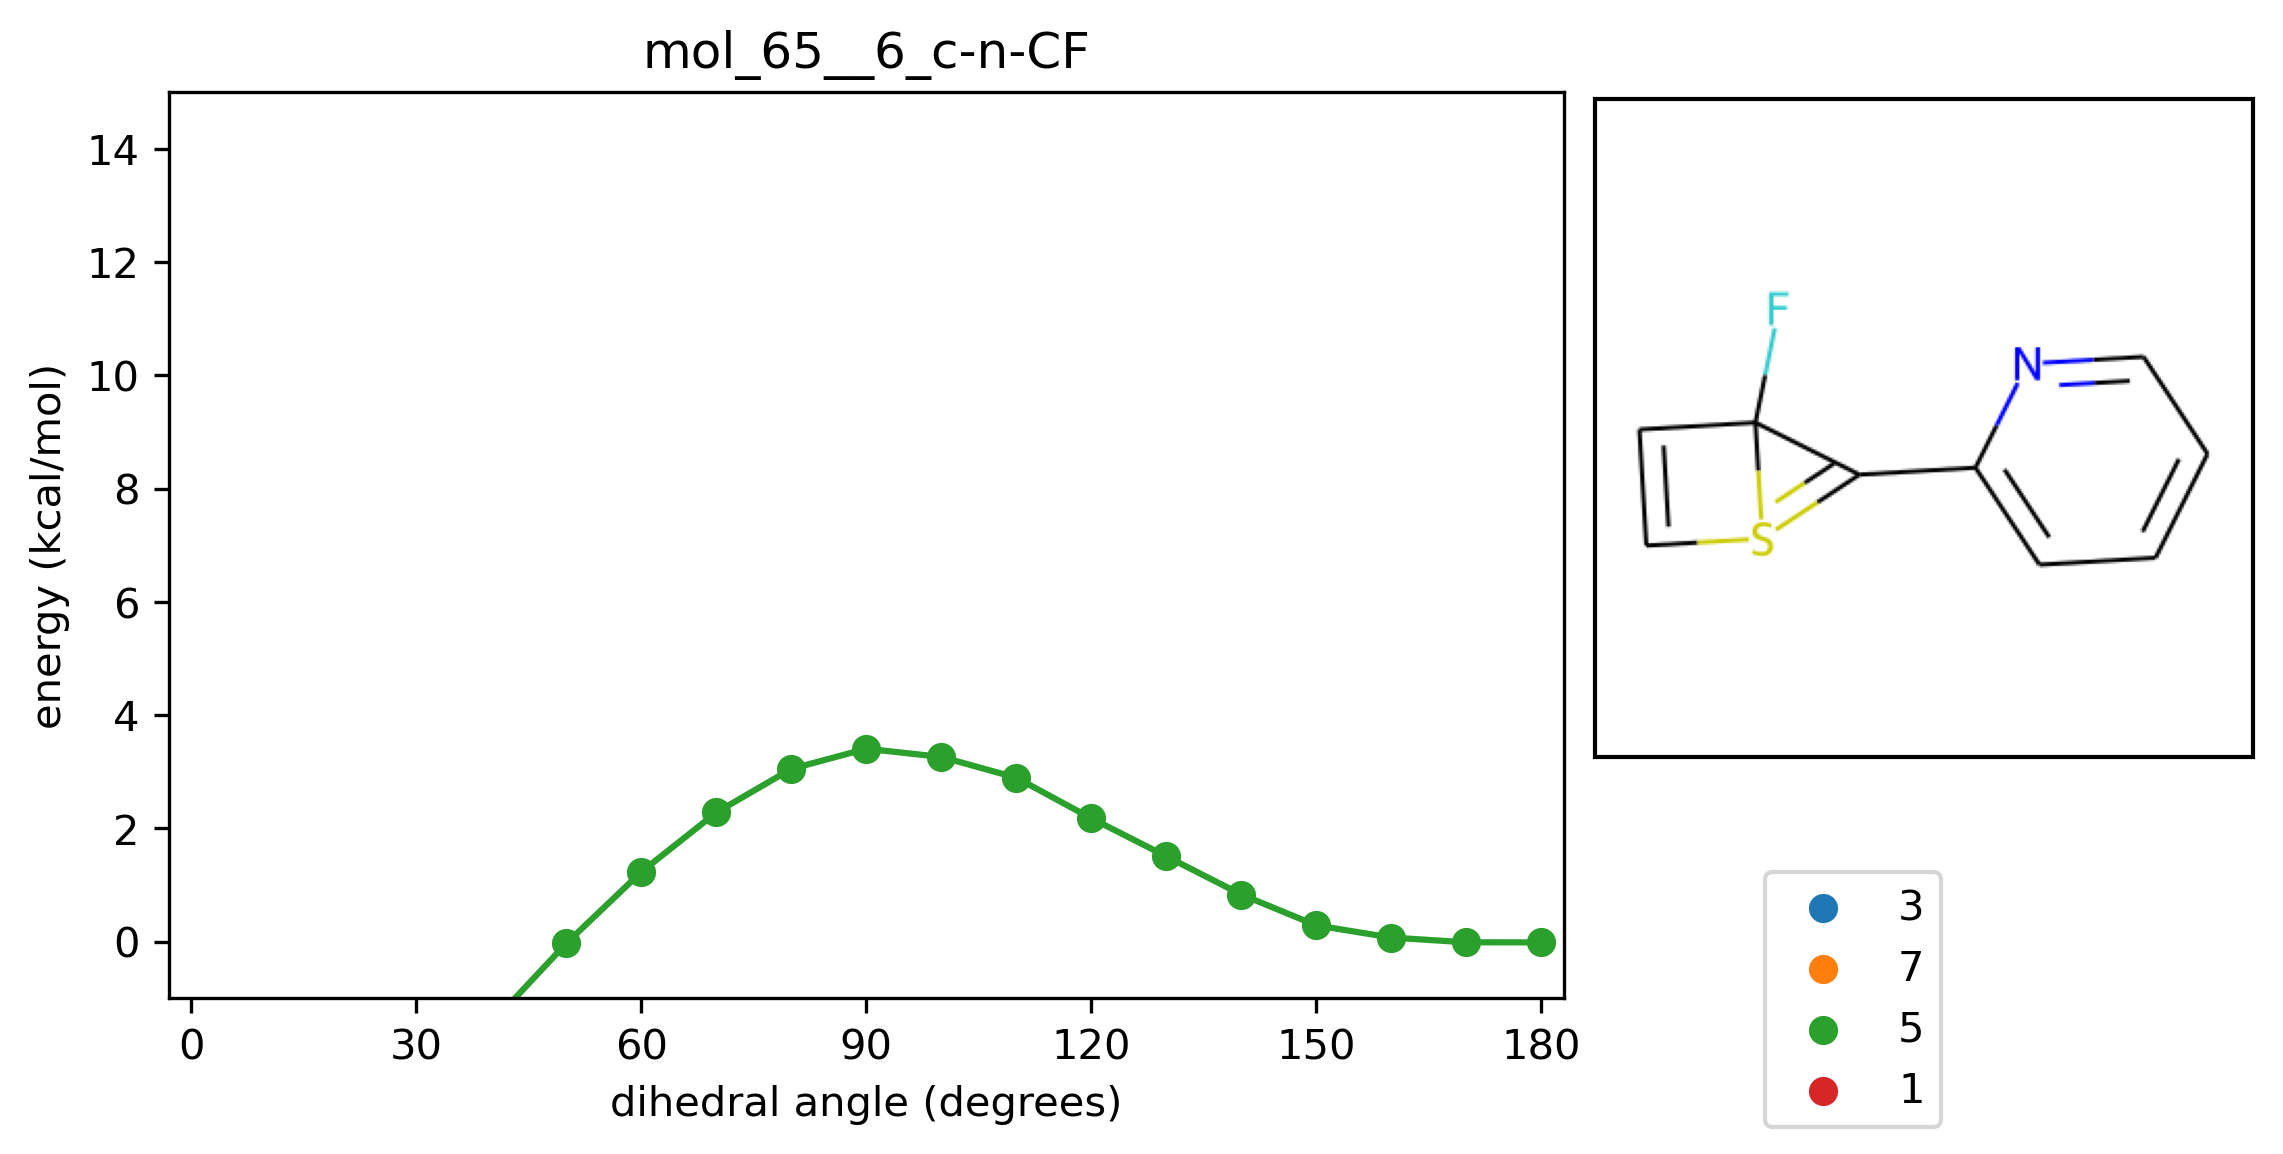 mol_65__6_c-n-CF
14
12
10
8
6
4
2
0
energy (kcal/mol)
0 30 60 90 120 150 180
dihedral angle (degrees)
F
N
S
3
7
5
1